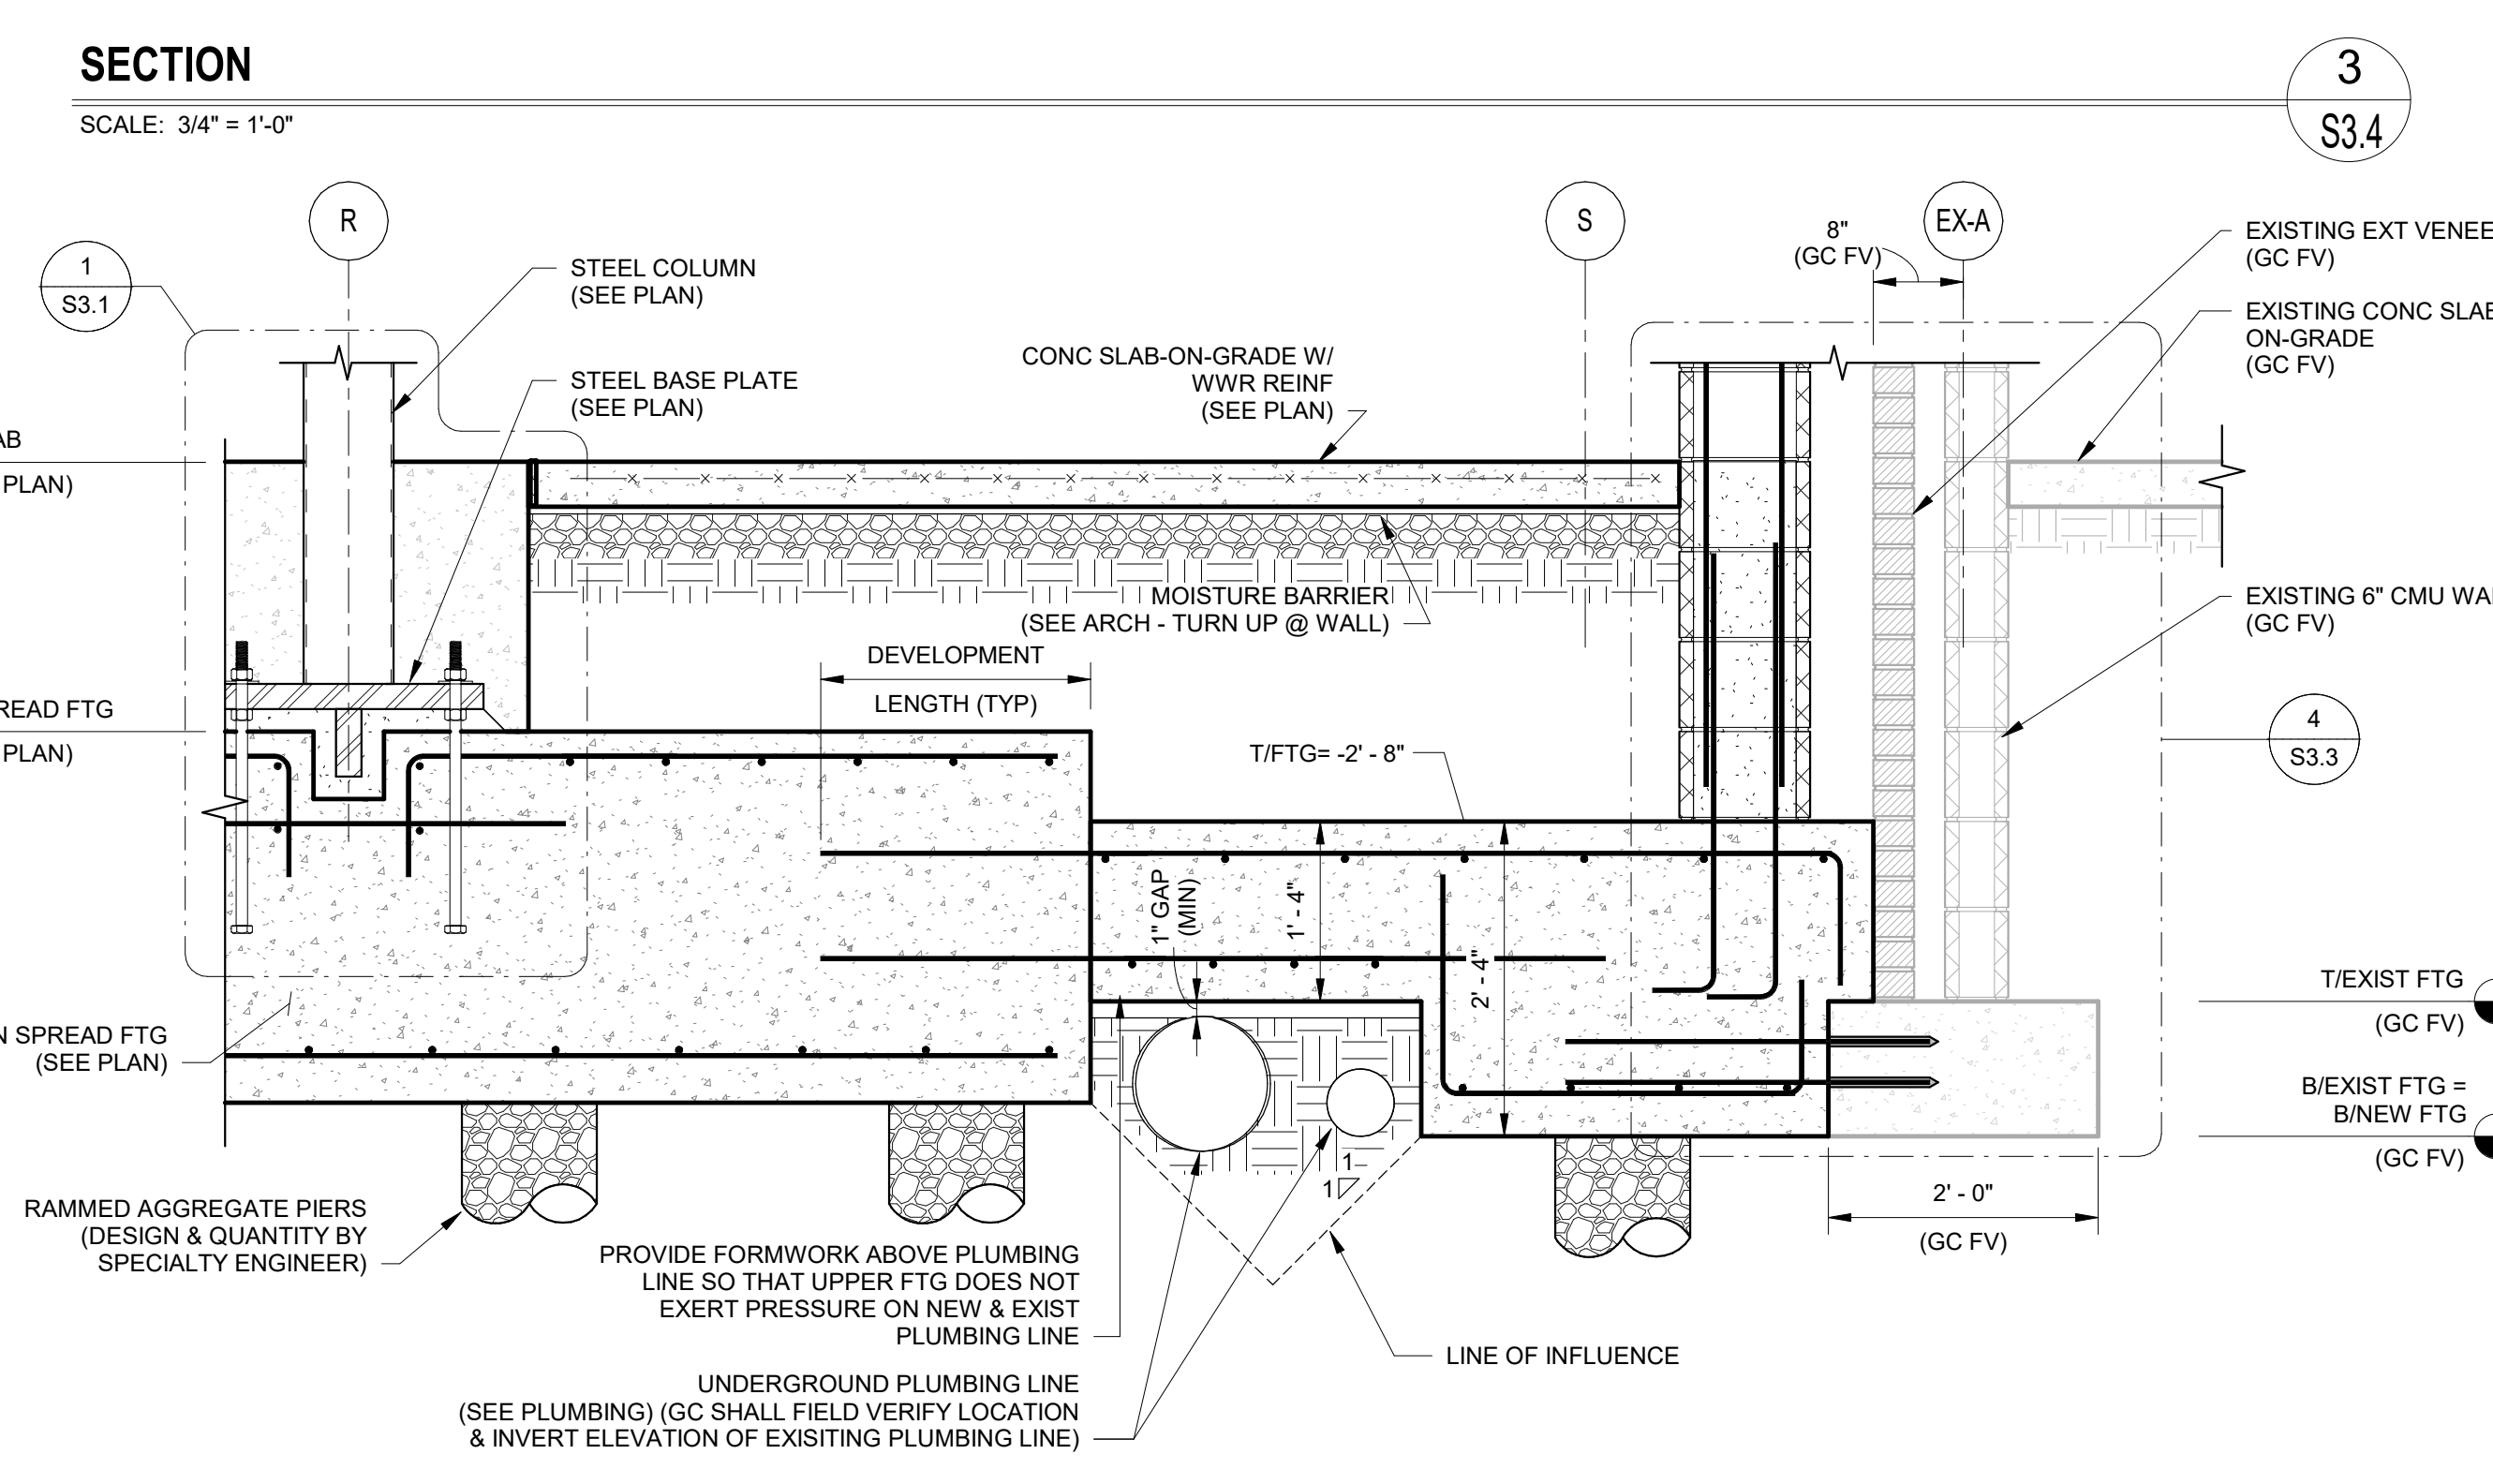 SECTION
SCALE: 3/4" = 1'-0"
3
S3.4
R
S
EX-A
1
S3.1
8"
(GC FV)
EXISTING EXT VENEE
(GC FV)
STEEL COLUMN
(SEE PLAN)
EXISTING CONC SLAB
ON-GRADE
(GC FV)
CONC SLAB-ON-GRADE W/
WWR REINF
(SEE PLAN)
STEEL BASE PLATE
(SEE PLAN)
AB
PLAN)
MOISTURE BARRIER
(SEE ARCH - TURN UP @ WALL)
EXISTING 6" CMU WA
(GC FV)
DEVELOPMENT
LENGTH (TYP)
READ FTG
PLAN)
T/FTG= -2' - 8"
4
S3.3
1" GAP
(MIN)
1' - 4"
2' - 4"
T/EXIST FTG
(GC FV)
N SPREAD FTG
(SEE PLAN)
B/EXIST FTG =
B/NEW FTG
(GC FV)
1
1
2' - 0"
(GC FV)
RAMMED AGGREGATE PIERS
(DESIGN & QUANTITY BY
SPECIALTY ENGINEER)
PROVIDE FORMWORK ABOVE PLUMBING
LINE SO THAT UPPER FTG DOES NOT
EXERT PRESSURE ON NEW & EXIST
PLUMBING LINE
LINE OF INFLUENCE
UNDERGROUND PLUMBING LINE
(SEE PLUMBING) (GC SHALL FIELD VERIFY LOCATION
& INVERT ELEVATION OF EXISITING PLUMBING LINE)